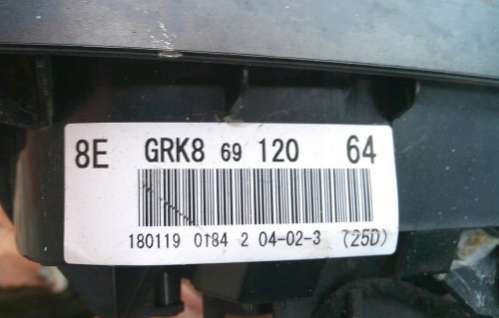 8E GRK8 69 120 64
180119 0184 2 04-02-3 (25D)